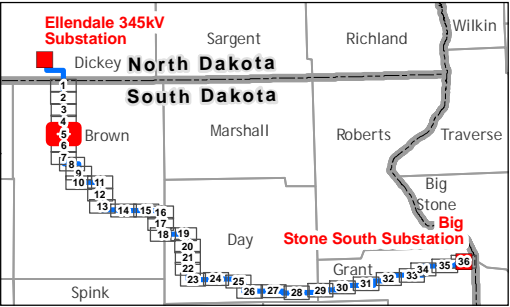 Ellendale 345kV
Substation
Sargent
Richland
Wilkin
Dickey
North Dakota
South Dakota
1
2
3
4
5
6
7
8
9
10
11
12
13
14
15
16
17
18
19
20
21
22
23
24
25
26
27
28
29
30
31
32
33
34
35
36
Brown
Marshall
Roberts
Traverse
Big
Stone
Day
Big
Stone South Substation
Grant
Spink